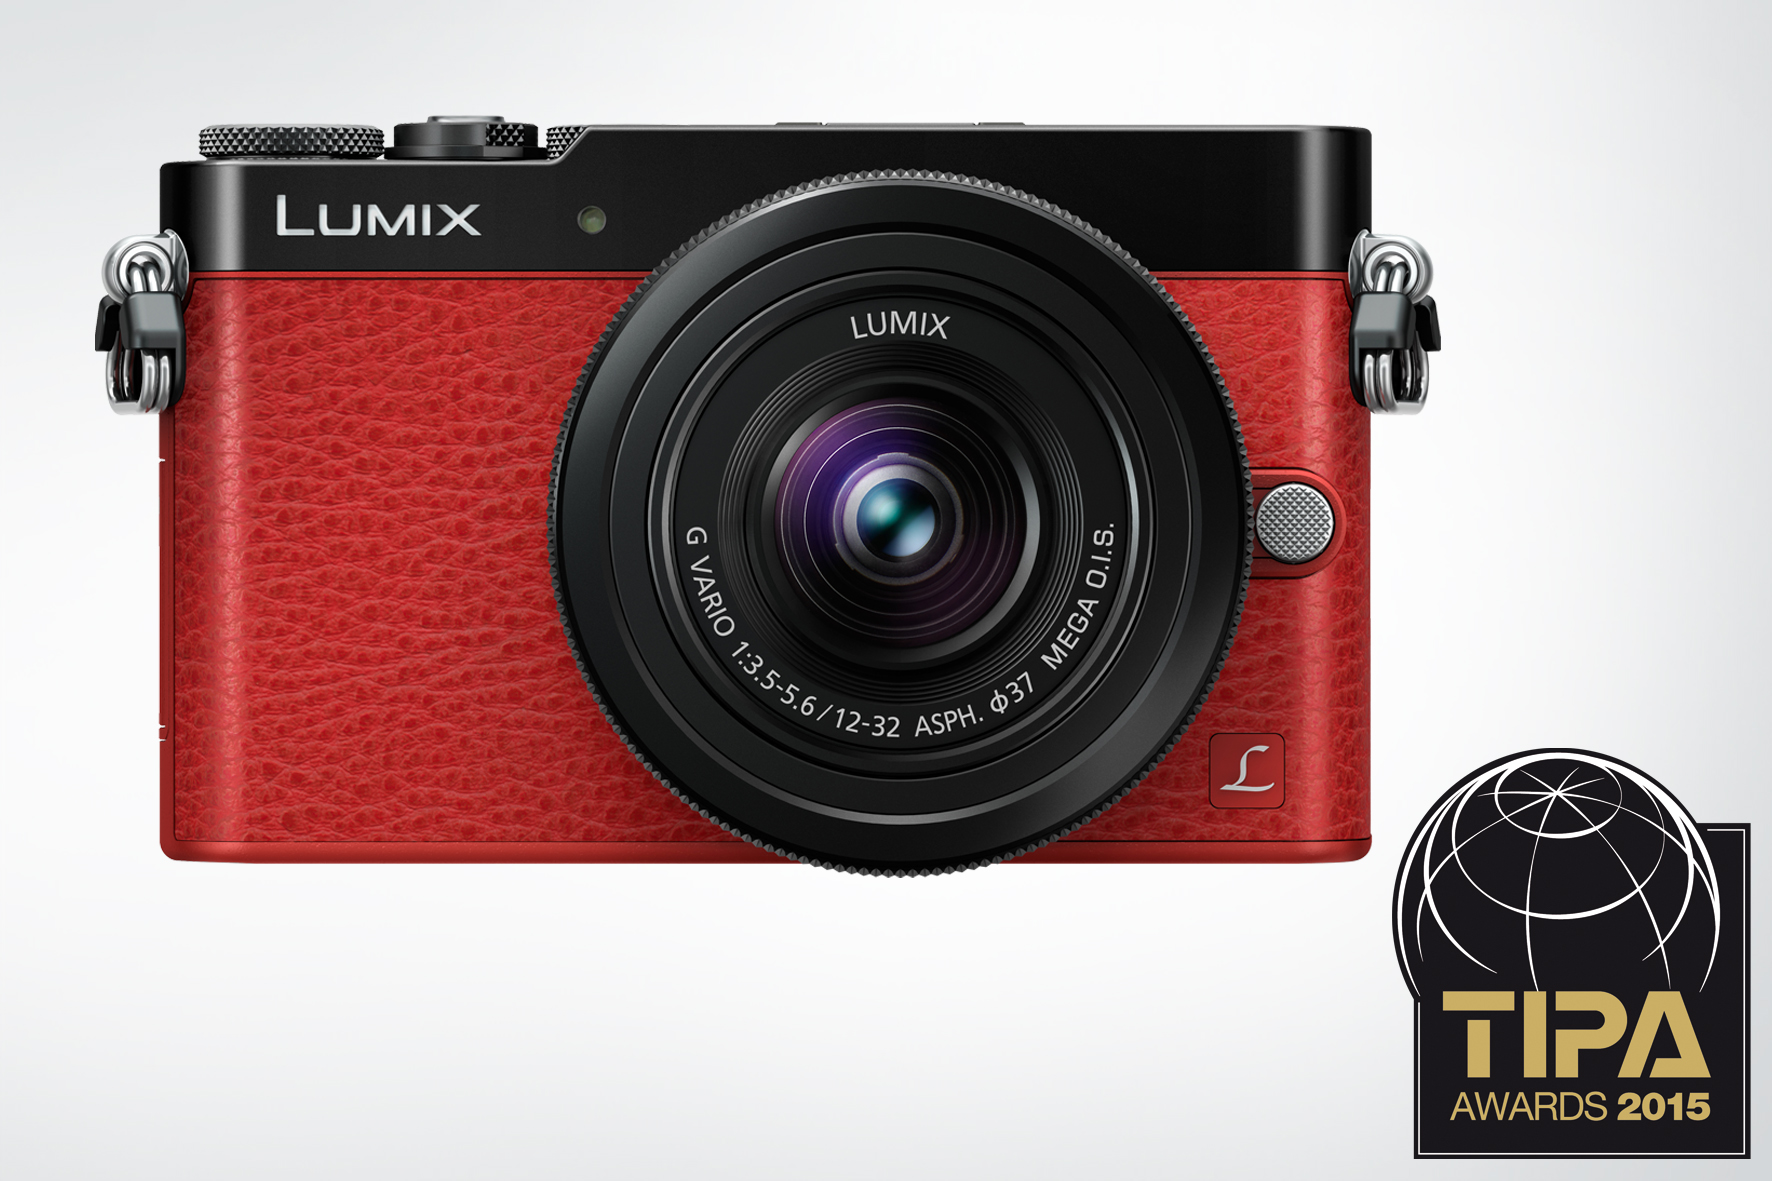 LUMIX
LUMIX
G VARIO 1:3.5-5.6 / 12-32 ASPH. ϕ37 MEGA O.I.S.
L
TIPA
AWARDS 2015